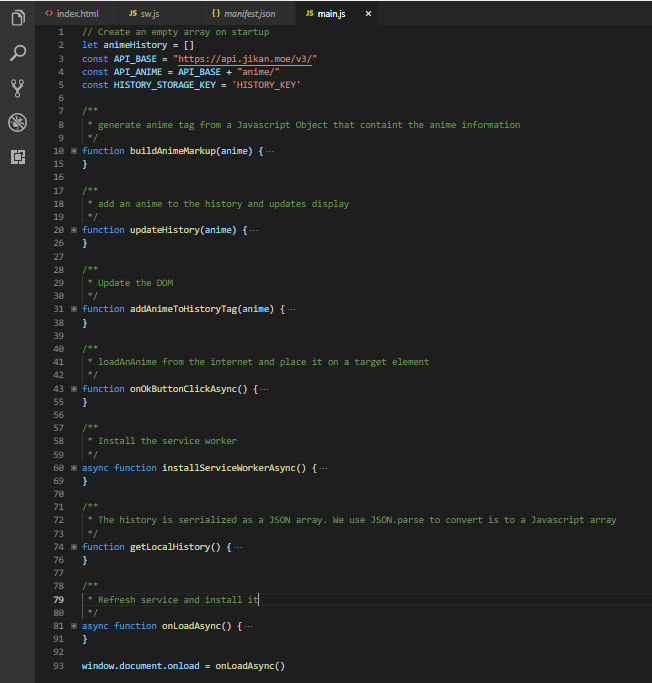 index.html JS sw.js {} manifest.json JS main.js ×
1 // Create an empty array on startup
2 let animeHistory = []
3 const API_BASE = "https://api.jikan.moe/v3/"
4 const API_ANIME = API_BASE + "anime/"
5 const HISTORY_STORAGE_KEY = 'HISTORY_KEY'
6
7 /**
8 * generate anime tag from a Javascript Object that containt the anime information
9 */
10 function buildAnimeMarkup(anime) {···
15 }
16
17 /**
18 * add an anime to the history and updates display
19 */
20 function updateHistory(anime) {···
26 }
27
28 /**
29 * Update the DOM
30 */
31 function addAnimeToHistoryTag(anime) {···
38 }
39
40 /**
41 * loadAnAnime from the internet and place it on a target element
42 */
43 function onOkButtonClickAsync() {···
55 }
56
57 /**
58 * Install the service worker
59 */
60 async function installServiceWorkerAsync() {···
69 }
70
71 /**
72 * The history is serrialized as a JSON array. We use JSON.parse to convert is to a Javascript array
73 */
74 function getLocalHistory() {···
76 }
77
78 /**
79 * Refresh service and install it
80 */
81 async function onLoadAsync() {···
91 }
92
93 window.document.onload = onLoadAsync()